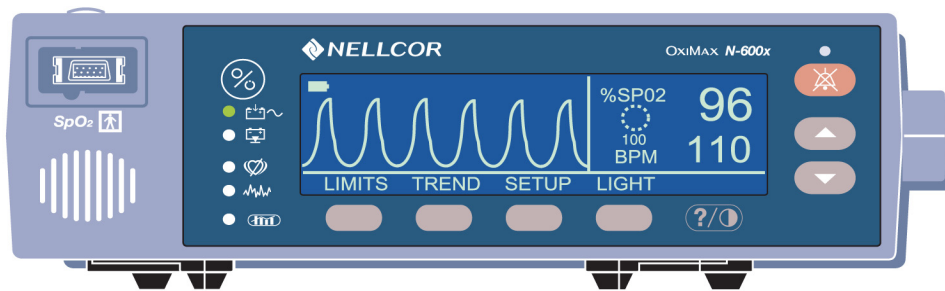 NELLCOR
OXIMAX N-600x
SpO₂
%SP02
96
100
BPM
110
LIMITS TREND SETUP LIGHT
?/